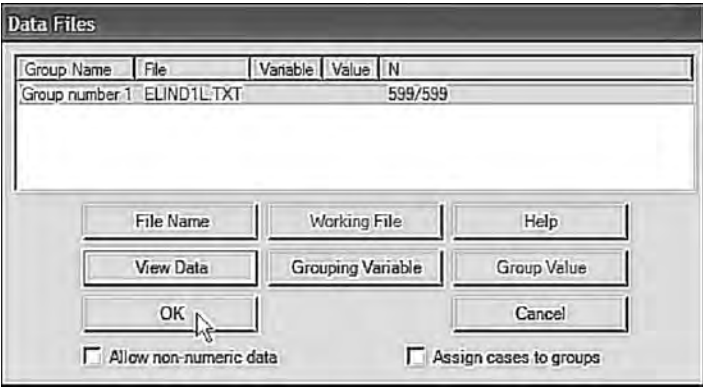 Data Files
Group Name File Variable Value N
Group number 1 ELIND1L.TXT 599/599
File Name Working File Help
View Data Grouping Variable Group Value
OK Cancel
Allow non-numeric data Assign cases to groups